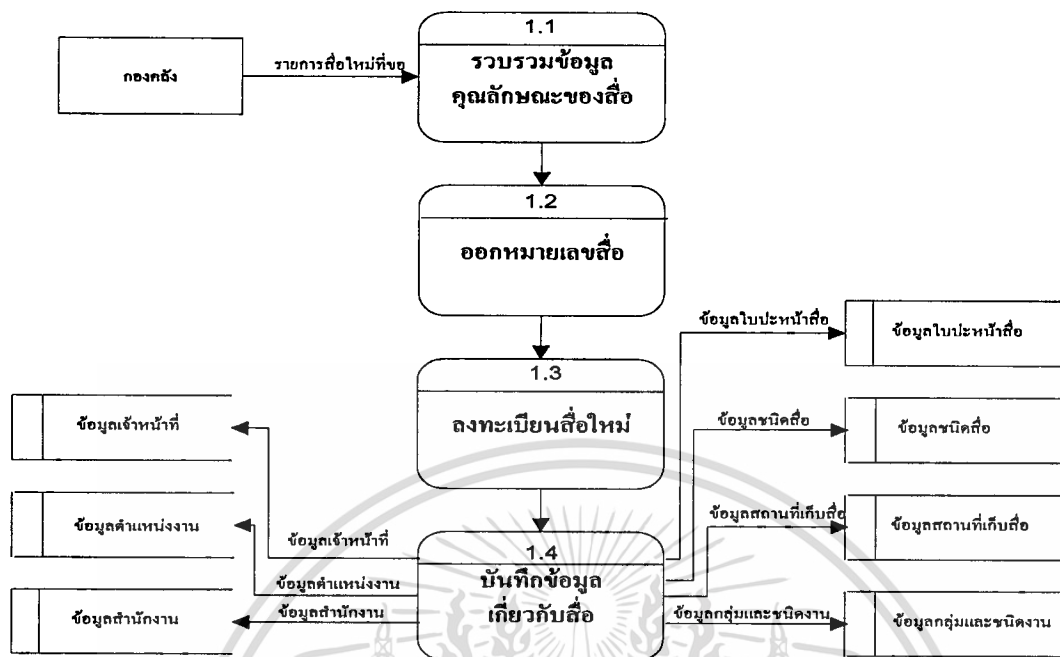 1.1
กองคลัง
รายการสื่อใหม่ที่ขอ
รวบรวมข้อมูล
คุณลักษณะของสื่อ
1.2
ออกหมายเลขสื่อ
ข้อมูลใบปะหน้าสื่อ
ข้อมูลใบปะหน้าสื่อ
1.3
ลงทะเบียนสื่อใหม่
ข้อมูลเจ้าหน้าที่
ข้อมูลชนิดสื่อ
ข้อมูลชนิดสื่อ
ข้อมูลตำแหน่งงาน
ข้อมูลเจ้าหน้าที่
ข้อมูลสถานที่เก็บสื่อ
ข้อมูลสถานที่เก็บสื่อ
1.4
บันทึกข้อมูล
เกี่ยวกับสื่อ
ข้อมูลตำแหน่งงาน
ข้อมูลสำนักงาน
ข้อมูลสำนักงาน
ข้อมูลกลุ่มและชนิดงาน
ข้อมูลกลุ่มและชนิดงาน